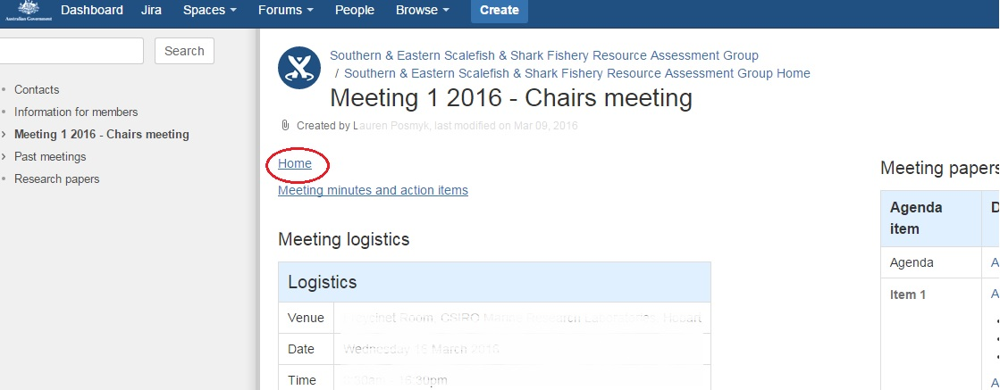 Australian Government
Dashboard Jira Spaces Forums People Browse Create
Search
Contacts
Information for members
Meeting 1 2016 - Chairs meeting
Past meetings
Research papers
Southern & Eastern Scalefish & Shark Fishery Resource Assessment Group
/ Southern & Eastern Scalefish & Shark Fishery Resource Assessment Group Home
Meeting 1 2016 - Chairs meeting
Created by Lauren Posmyk, last modified on Mar 09, 2016
Home
Meeting minutes and action items
Meeting logistics
Logistics
Venue Room, CSIRO Marine Research Laboratories, Hobart
Date Wednesday 16 March 2016
Time
Meeting papers
Agenda item D
Agenda A
Item 1 A
A